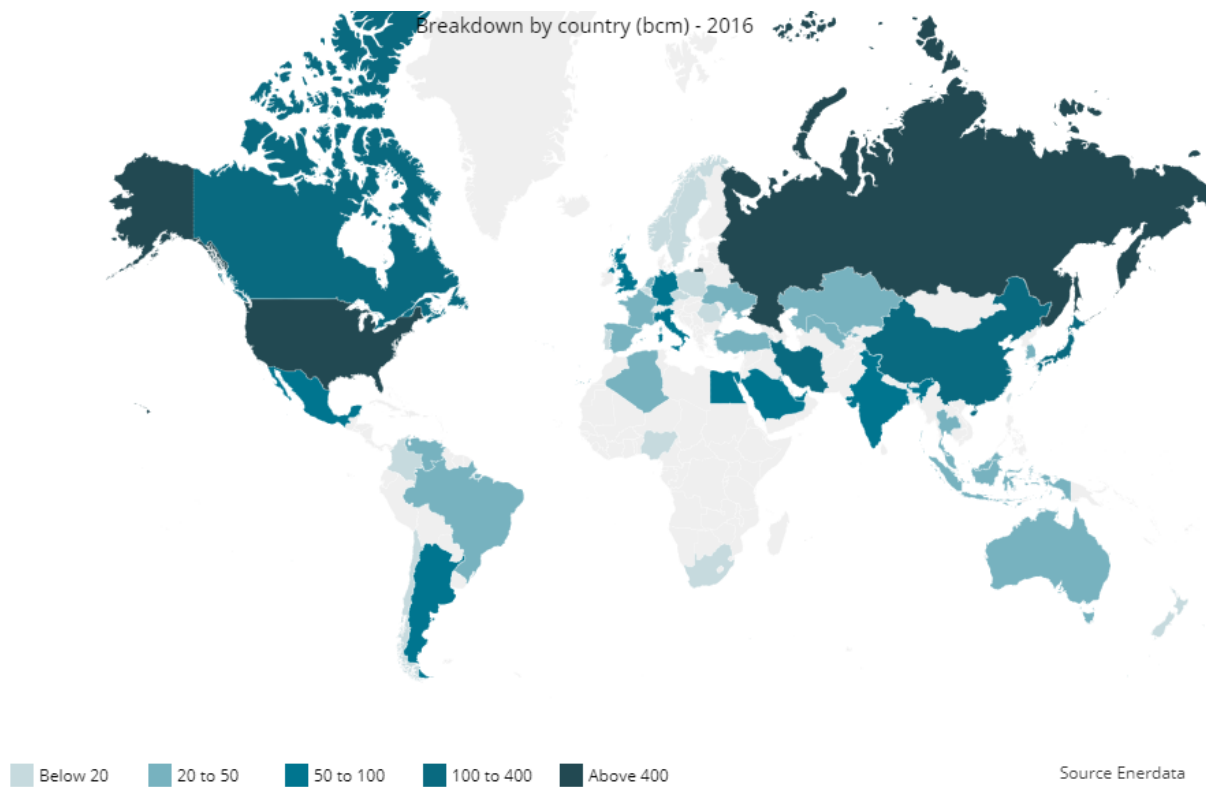 Breakdown by country (bcm) - 2016
Below 20
20 to 50
50 to 100
100 to 400
Above 400
Source Enerdata